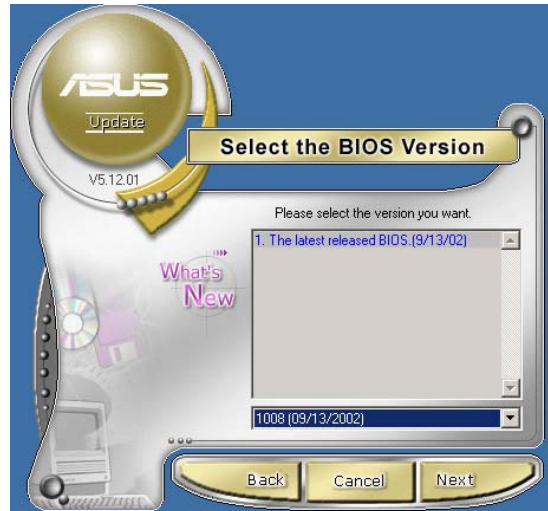 ASUS
Update
V5.12.01
Select the BIOS Version
Please select the version you want.
1. The latest released BIOS.(9/13/02)
What's
New
1008 (09/13/2002)
Back
Cancel
Next